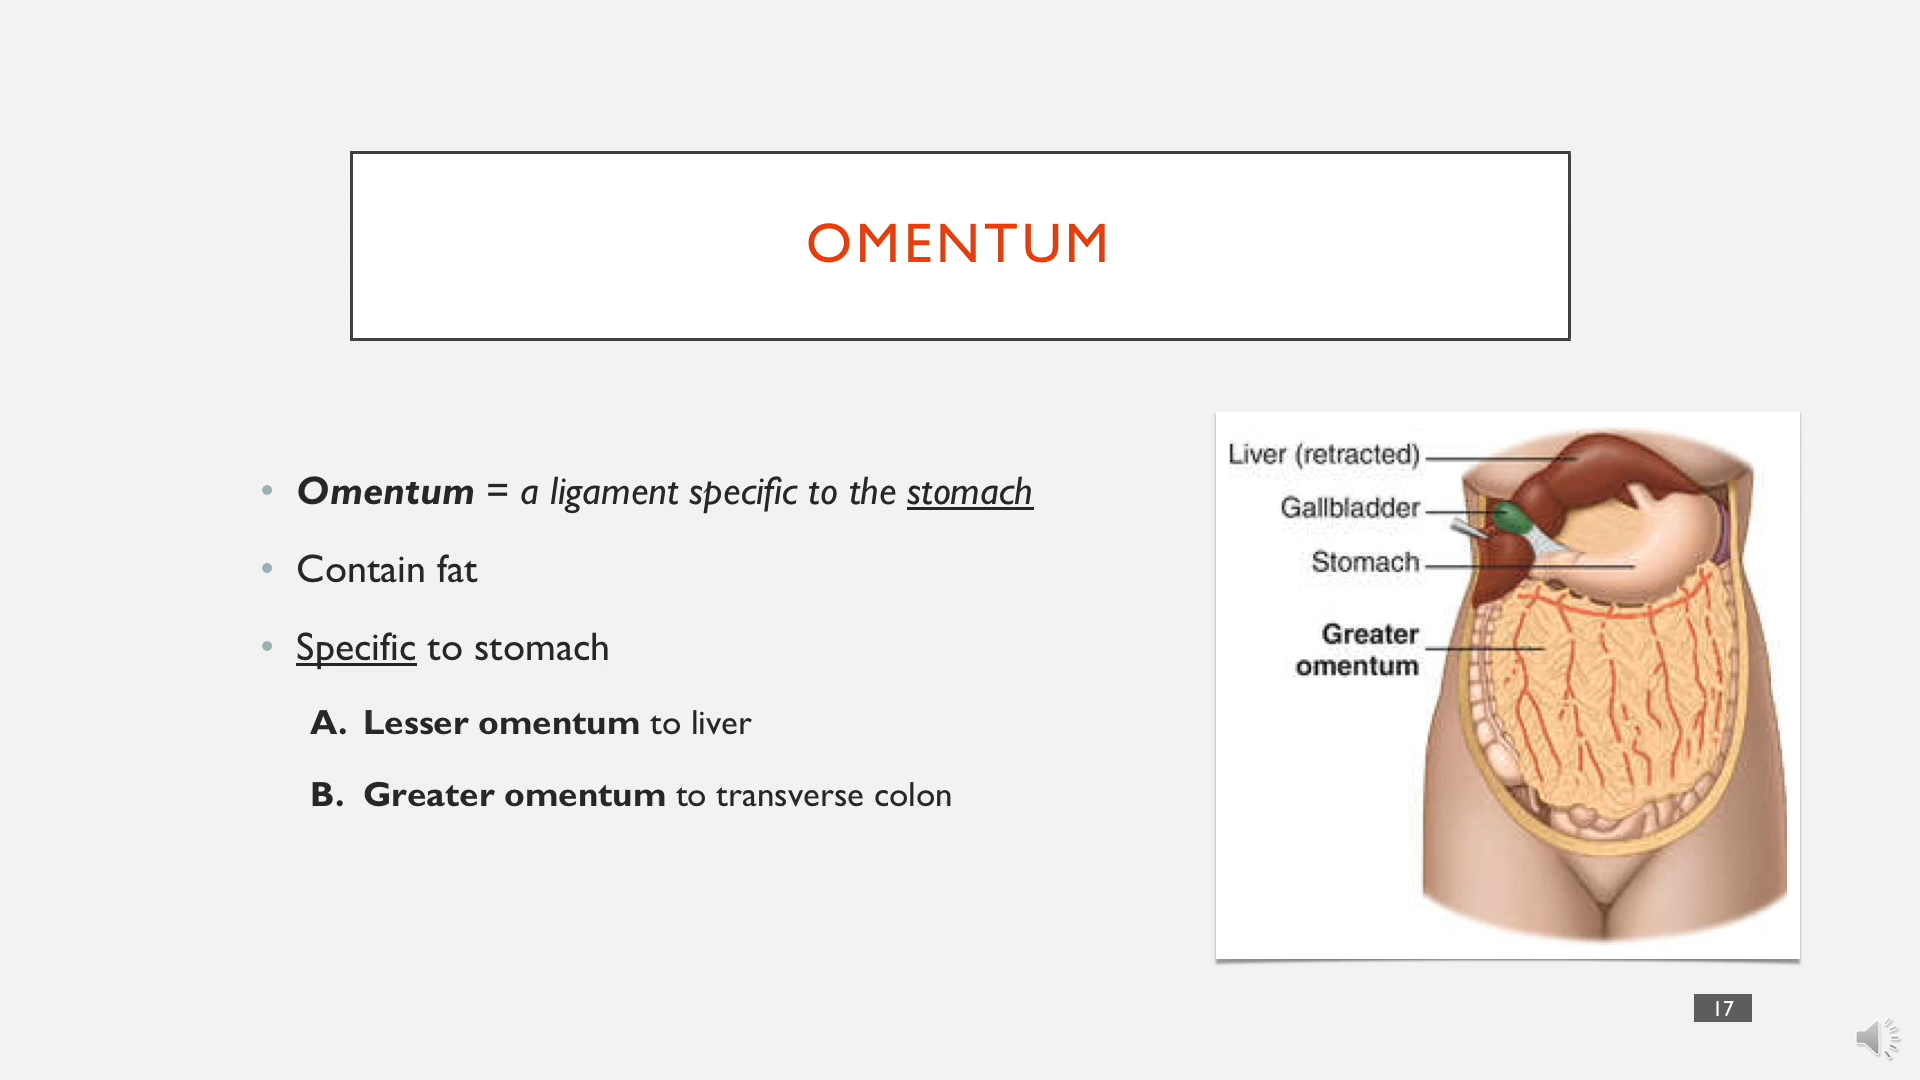 OMENTUM
• Omentum = a ligament specific to the stomach
• Contain fat
• Specific to stomach
A. Lesser omentum to liver
B. Greater omentum to transverse colon
Liver (retracted)
Gallbladder
Stomach
Greater
omentum
17